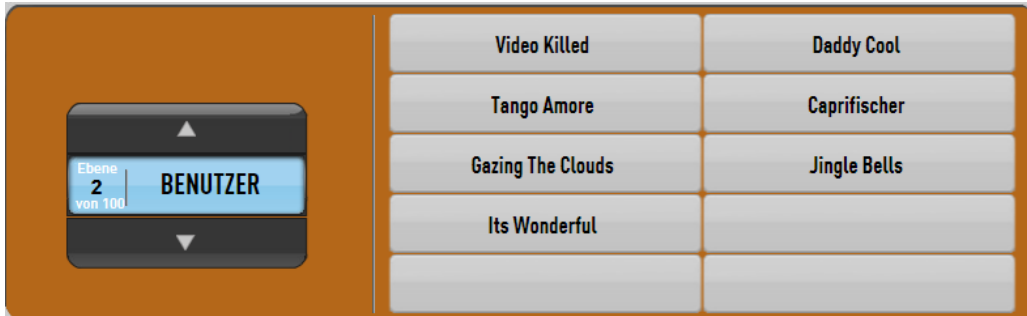 Video Killed
Daddy Cool
Tango Amore
Caprifischer
Ebene
2
von 100
BENUTZER
Gazing The Clouds
Jingle Bells
Its Wonderful